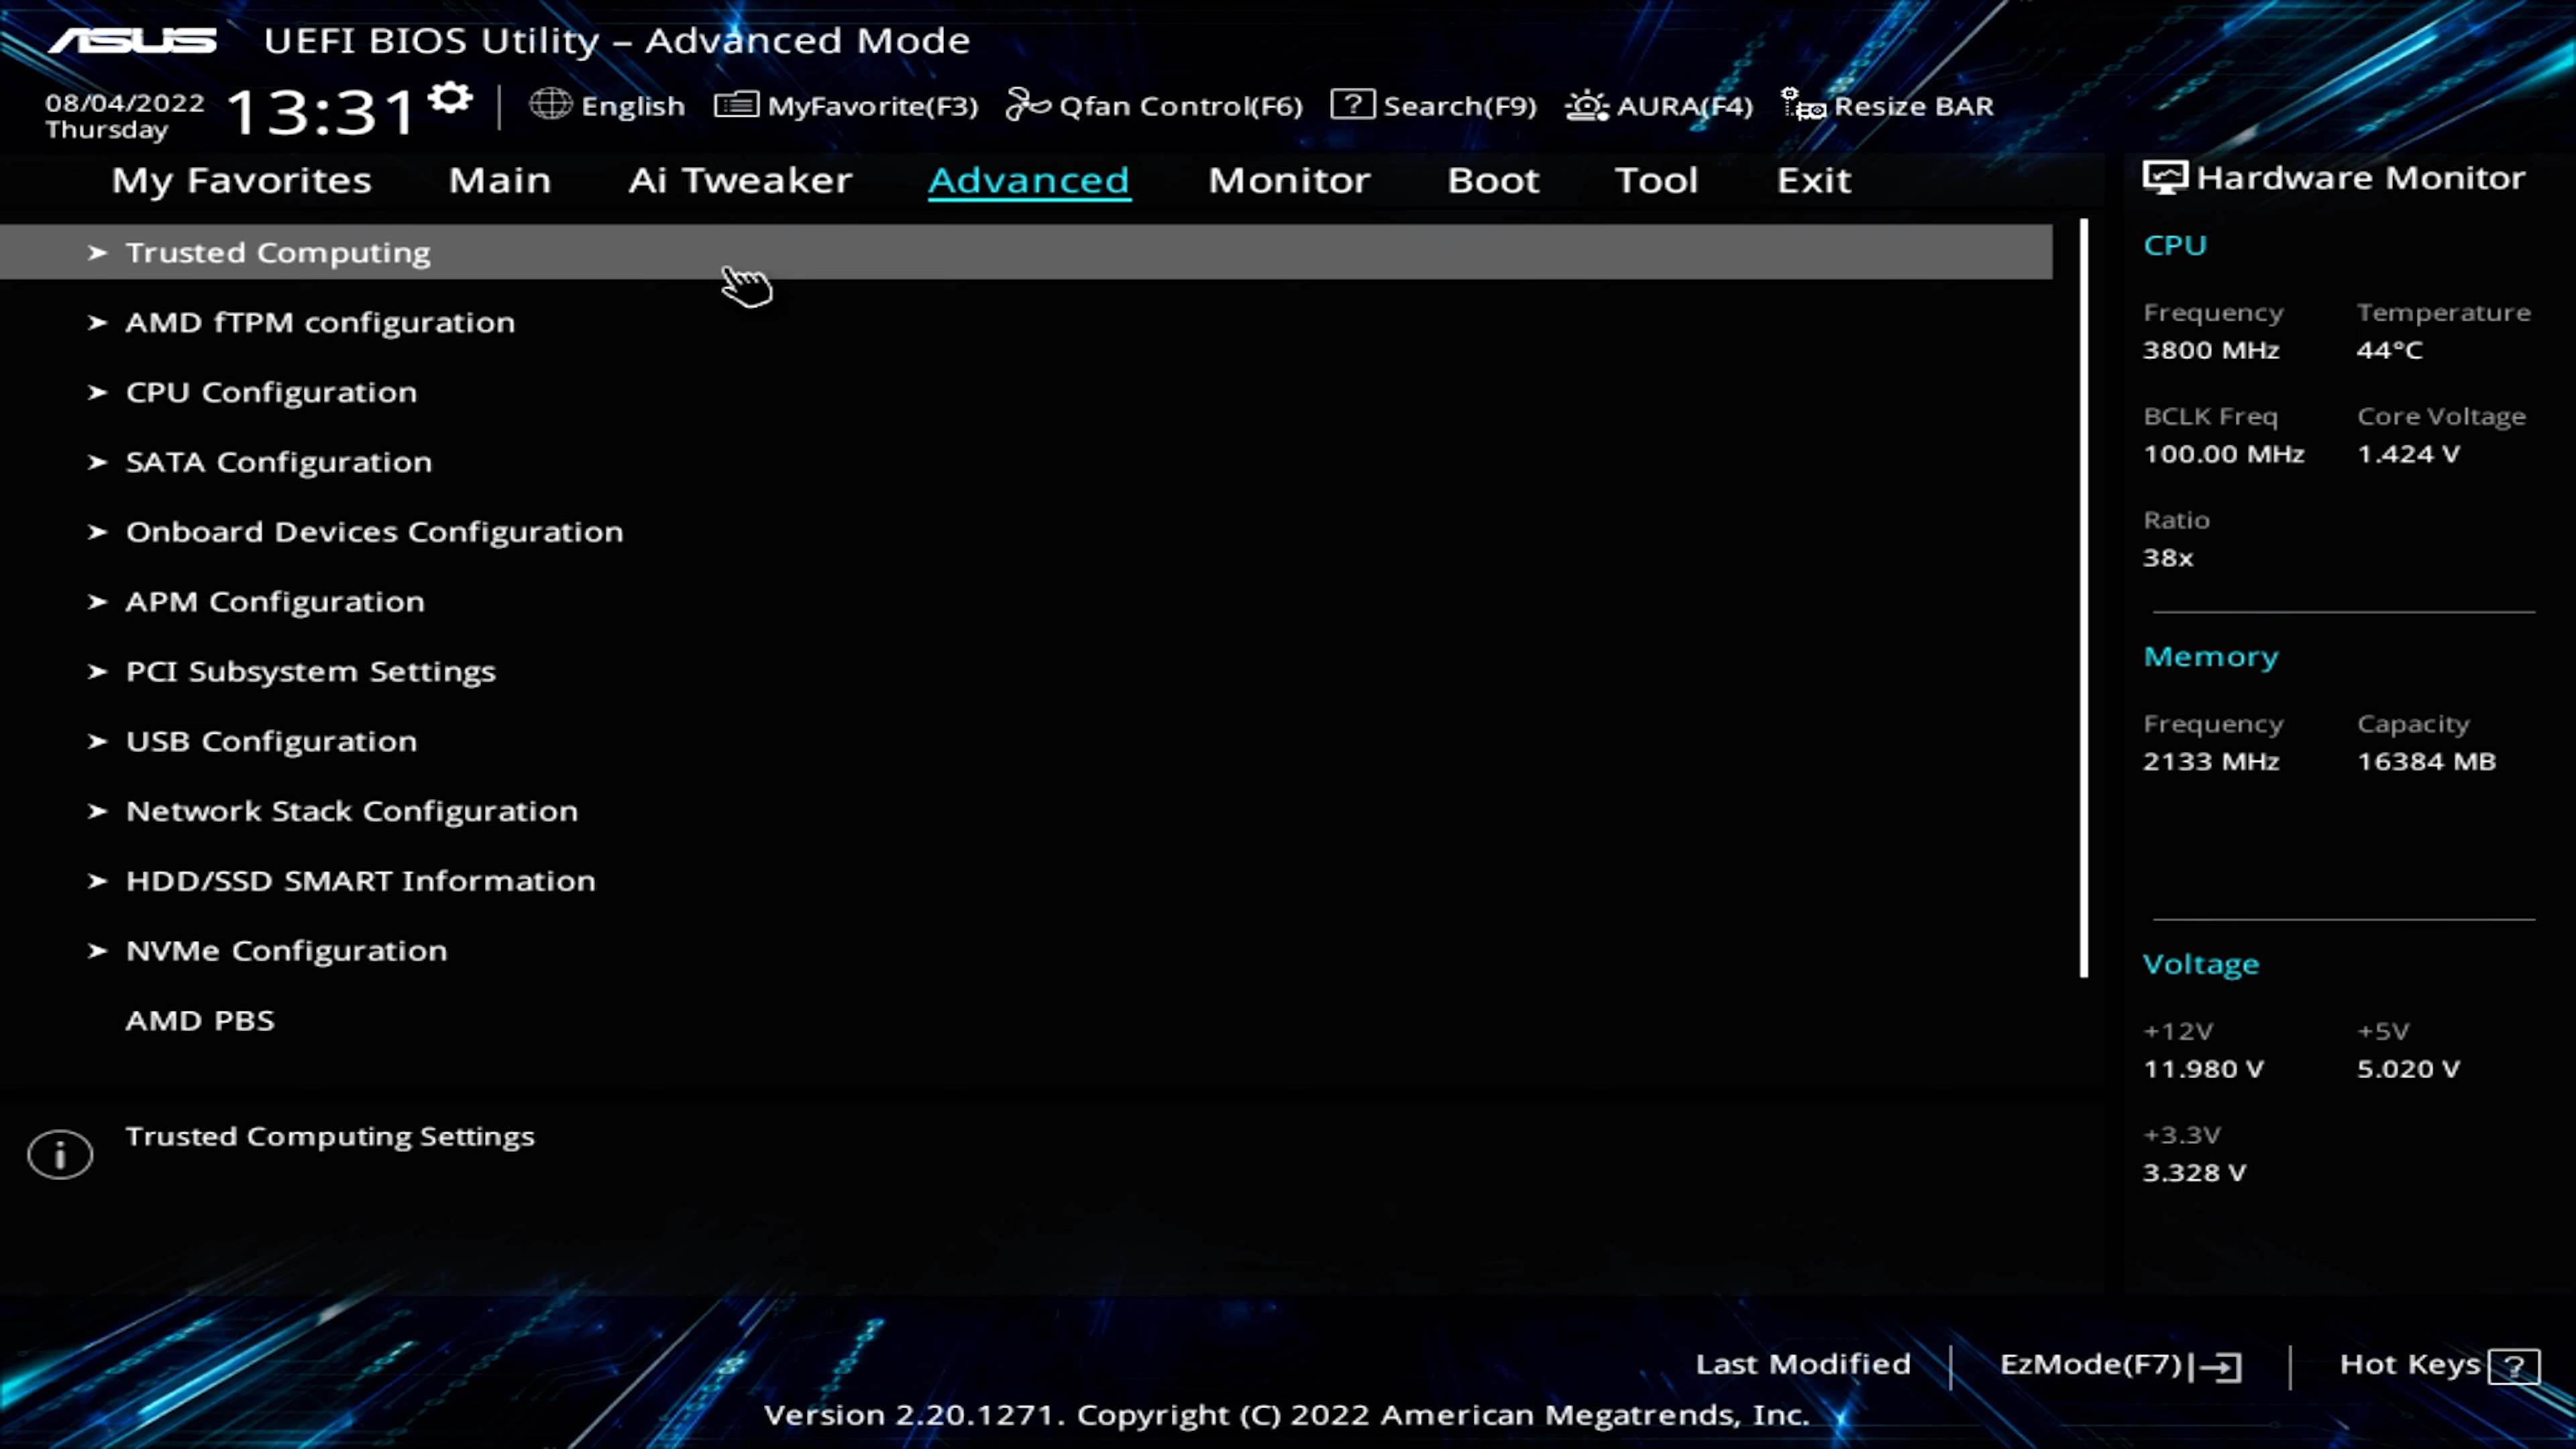 ASUS UEFI BIOS Utility – Advanced Mode
08/04/2022
Thursday
13:31
English
MyFavorite(F3)
Qfan Control(F6)
? Search(F9)
AURA(F4)
Resize BAR
My Favorites Main Ai Tweaker Advanced Monitor Boot Tool Exit
Trusted Computing
AMD fTPM configuration
CPU Configuration
SATA Configuration
Onboard Devices Configuration
APM Configuration
PCI Subsystem Settings
USB Configuration
Network Stack Configuration
HDD/SSD SMART Information
NVMe Configuration
AMD PBS
i Trusted Computing Settings
Hardware Monitor
CPU
Frequency Temperature
3800 MHz 44°C
BCLK Freq Core Voltage
100.00 MHz 1.424 V
Ratio
38x
Memory
Frequency Capacity
2133 MHz 16384 MB
Voltage
+12V +5V
11.980 V 5.020 V
+3.3V
3.328 V
Last Modified EzMode(F7) Hot Keys ?
Version 2.20.1271. Copyright (C) 2022 American Megatrends, Inc.